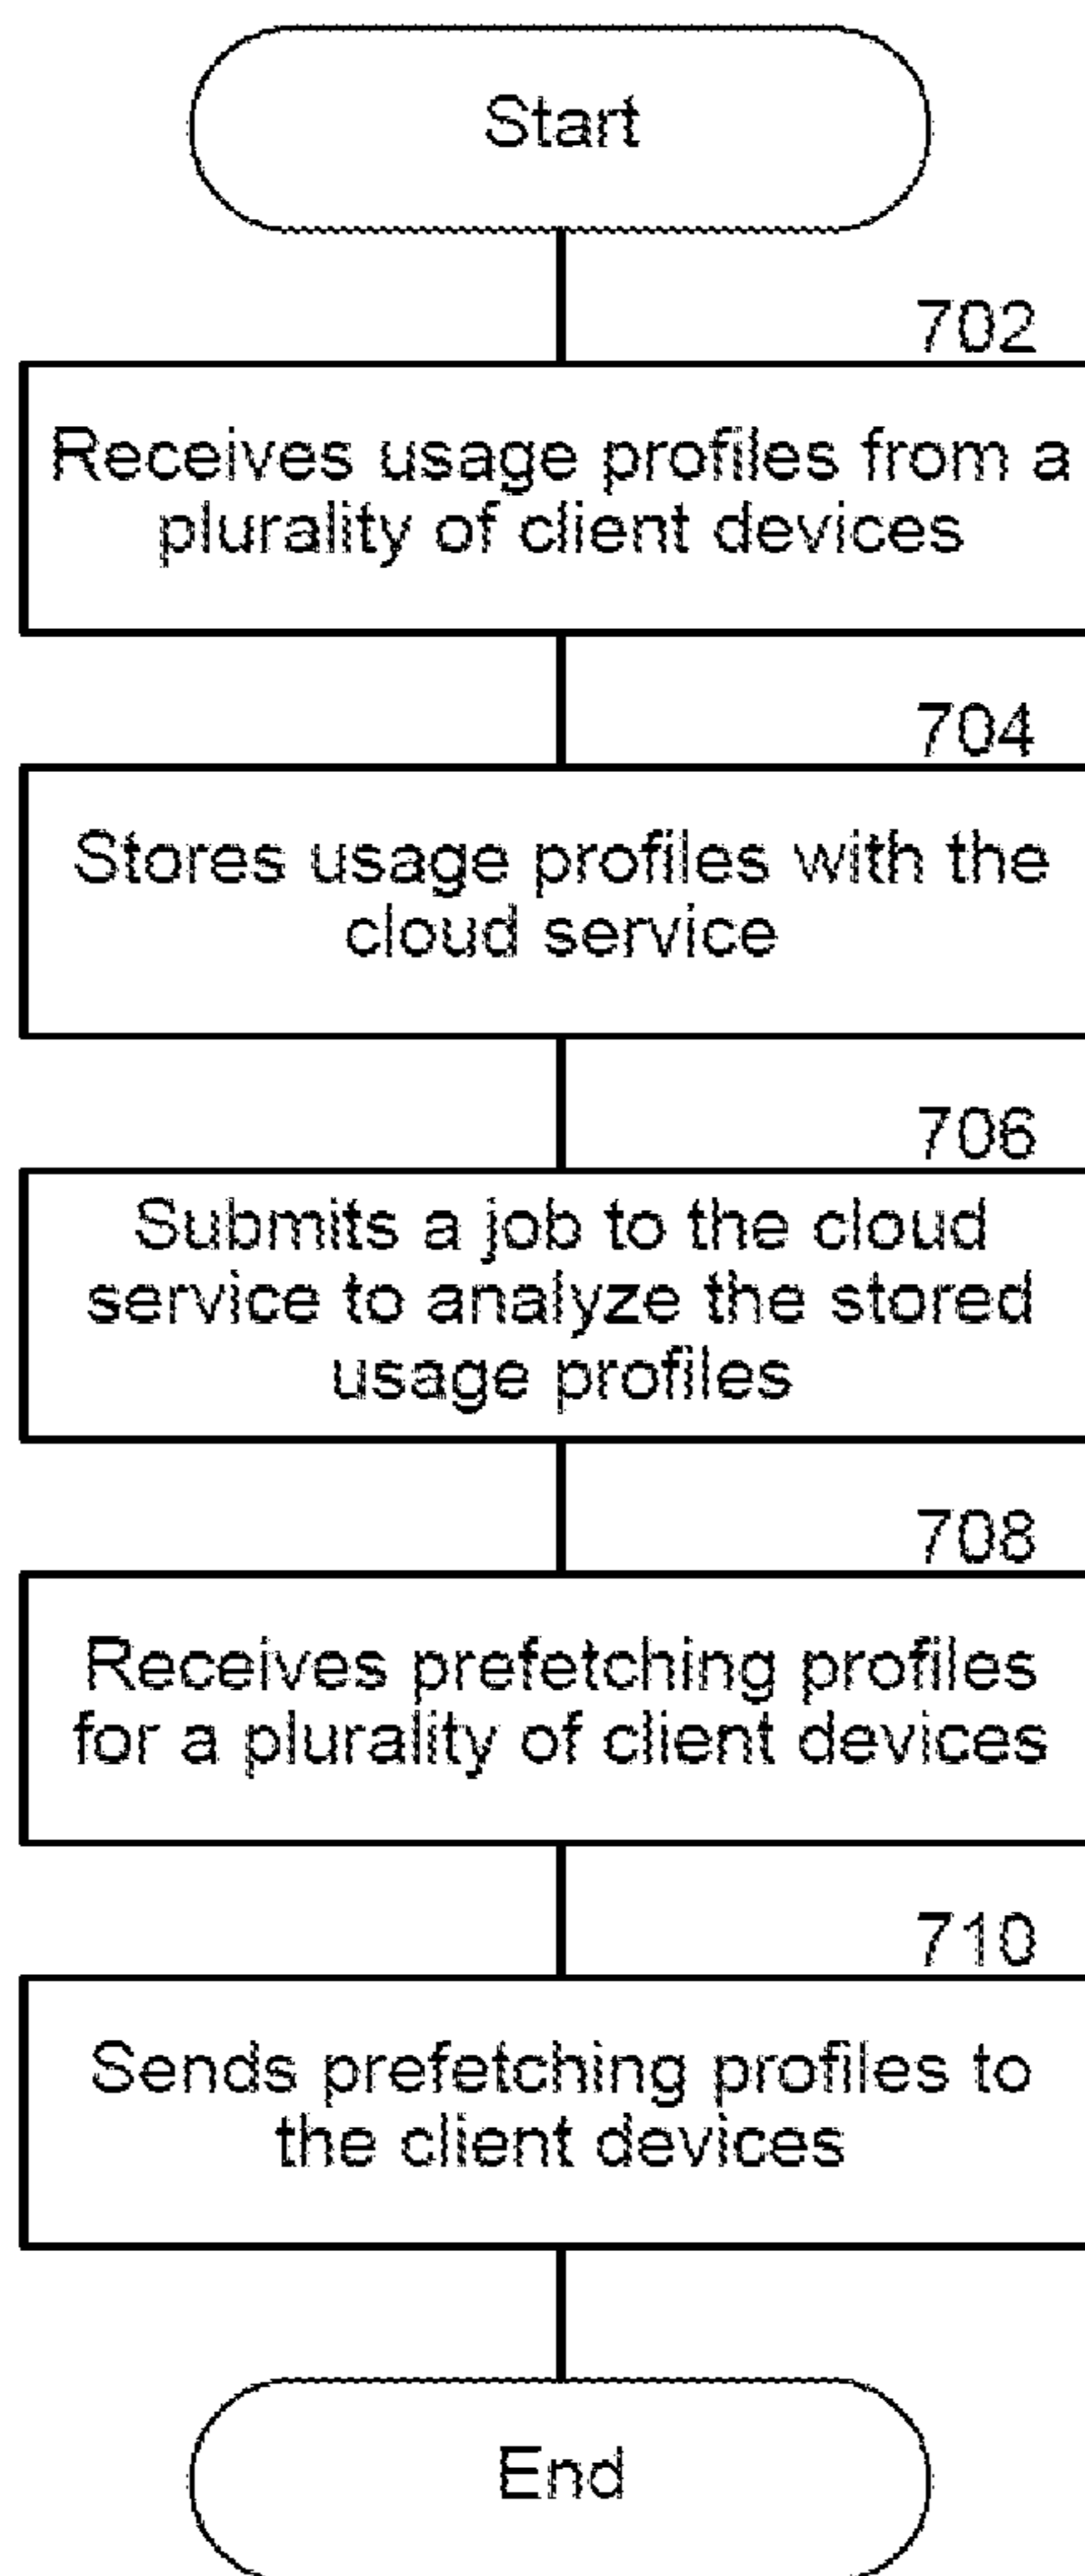 Start
702
Receives usage profiles from a
plurality of client devices
704
Stores usage profiles with the
cloud service
706
Submits a job to the cloud
service to analyze the stored
usage profiles
708
Receives prefetching profiles
for a plurality of client devices
710
Sends prefetching profiles to
the client devices
End